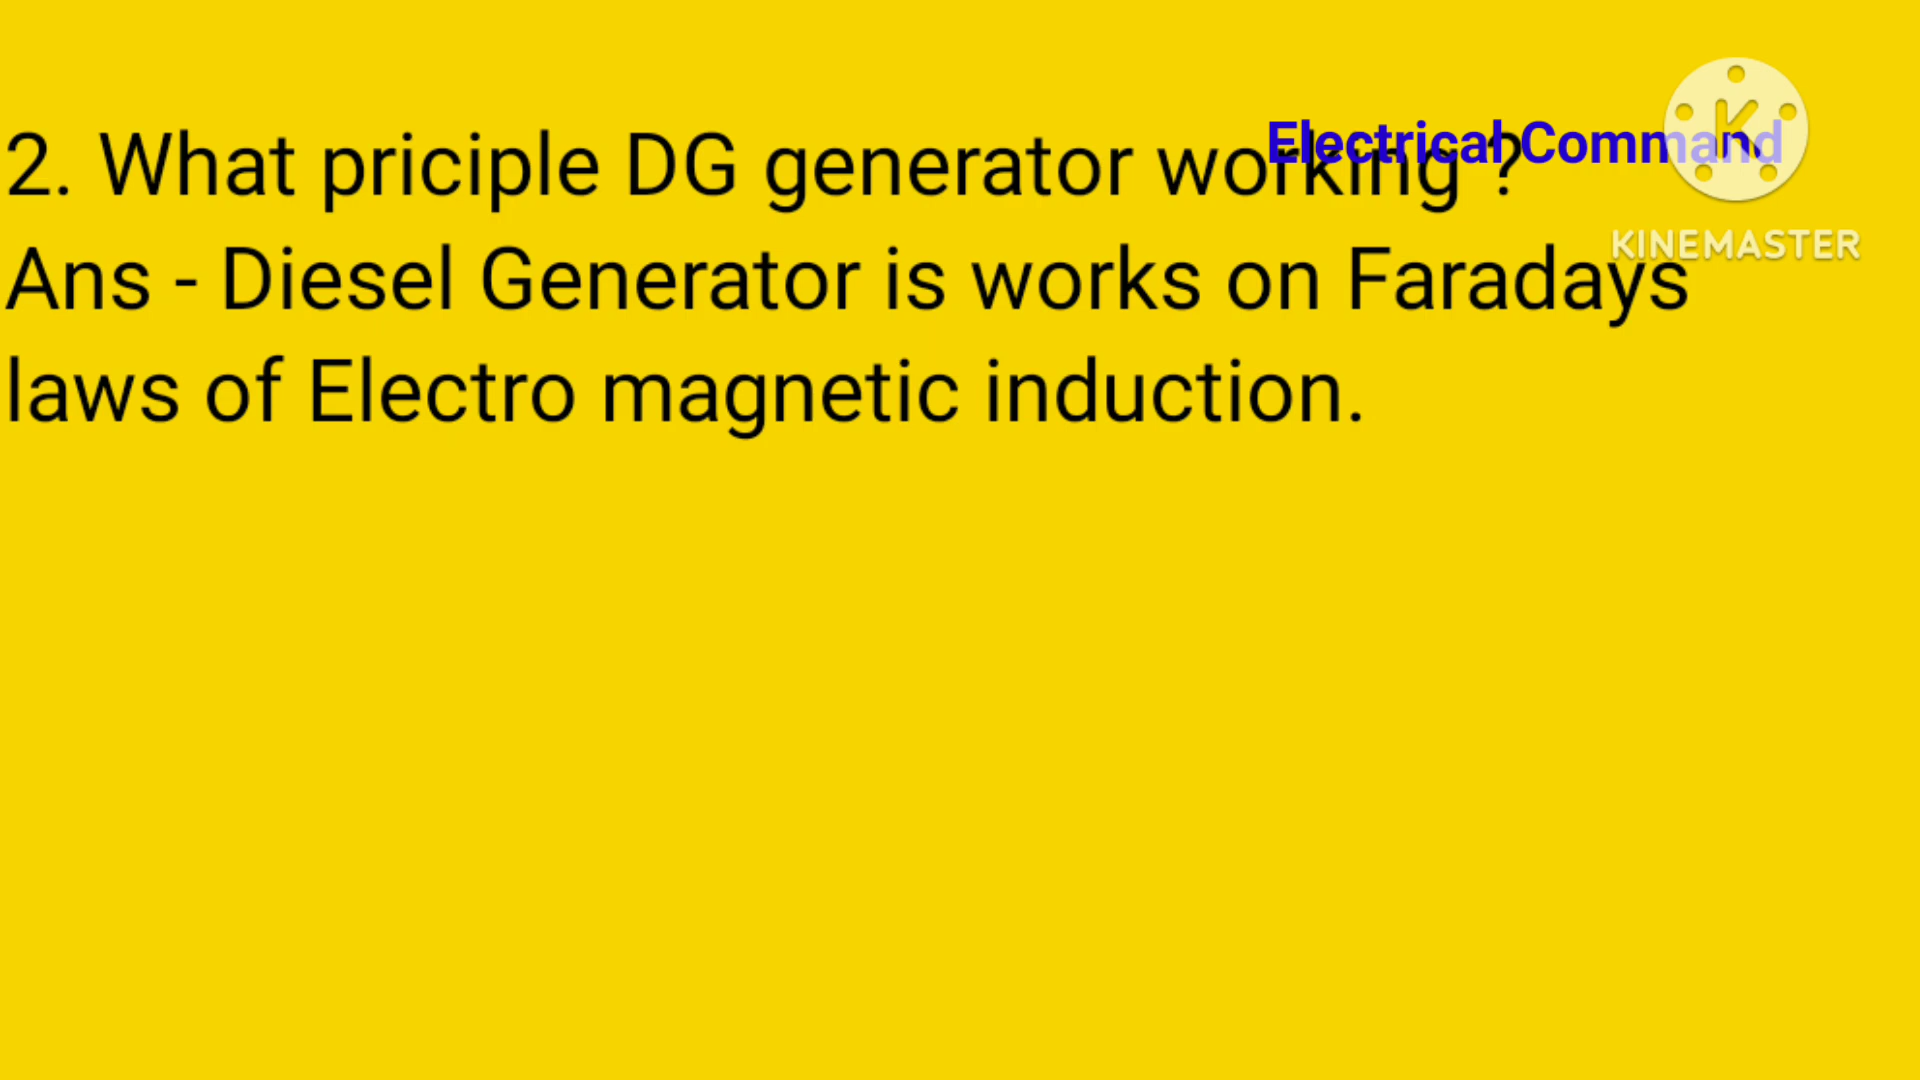 2. What priciple DG generator working ?
Electrical Command
KINEMASTER
Ans - Diesel Generator is works on Faradays
laws of Electro magnetic induction.